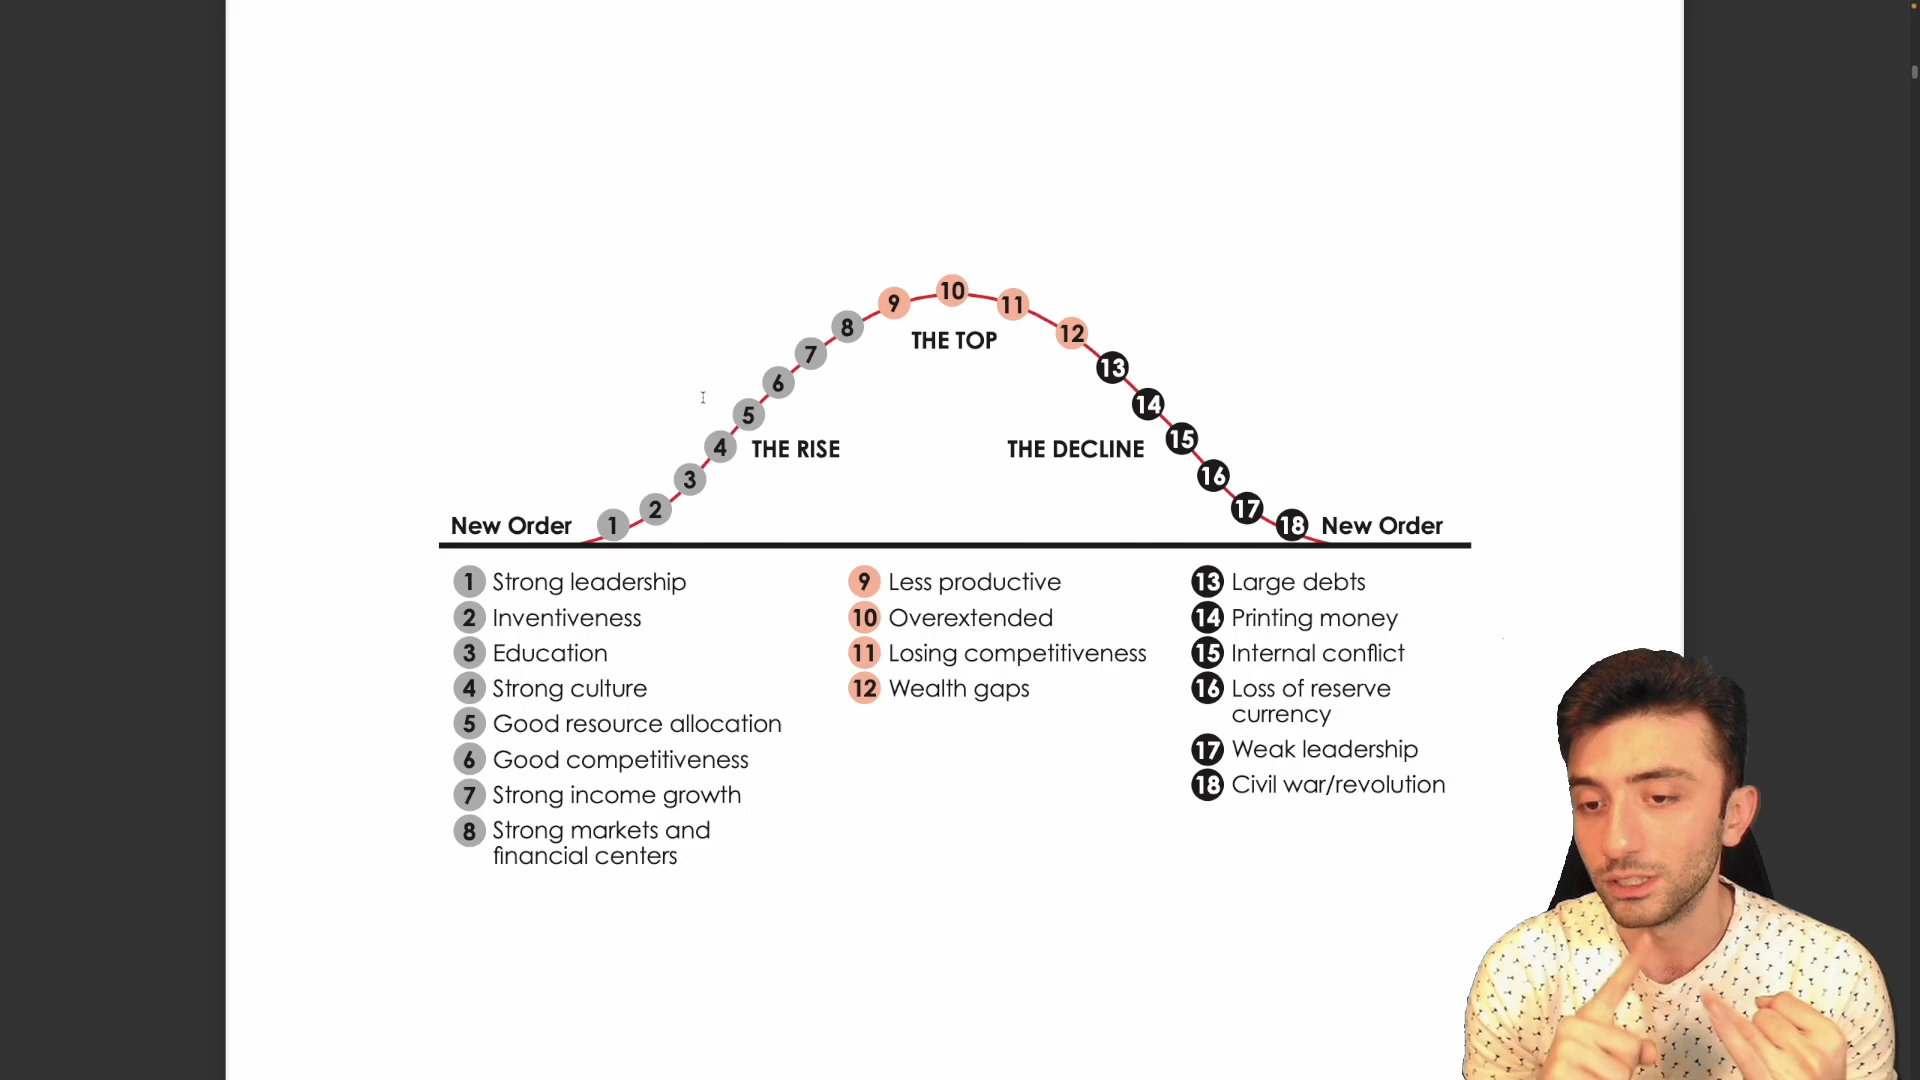 9 10 11
8 THE TOP 12
7 13
6 14
5 15
4 THE RISE THE DECLINE
3 16
2 17
New Order 1 18 New Order
1 Strong leadership
2 Inventiveness
3 Education
4 Strong culture
5 Good resource allocation
6 Good competitiveness
7 Strong income growth
8 Strong markets and
financial centers
9 Less productive
10 Overextended
11 Losing competitiveness
12 Wealth gaps
13 Large debts
14 Printing money
15 Internal conflict
16 Loss of reserve
currency
17 Weak leadership
18 Civil war/revolution